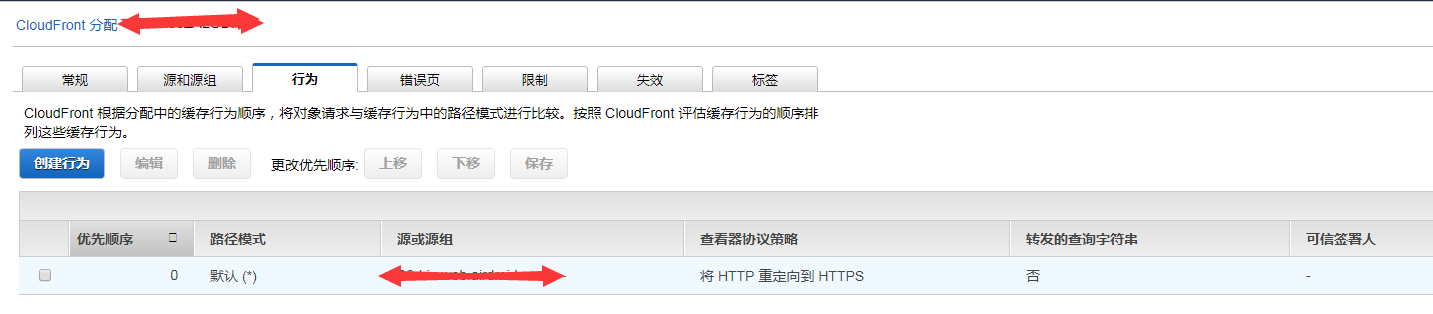 CloudFront 分配
常规 源和源组 行为 错误页 限制 失效 标签
CloudFront 根据分配中的缓存行为顺序，将对象请求与缓存行为中的路径模式进行比较。按照 CloudFront 评估缓存行为的顺序排
列这些缓存行为。
创建行为 编辑 删除 更改优先顺序: 上移 下移 保存
优先顺序 路径模式 源或源组 查看器协议策略 转发的查询字符串 可信签署人
0 默认 (*) 将 HTTP 重定向到 HTTPS 否 -